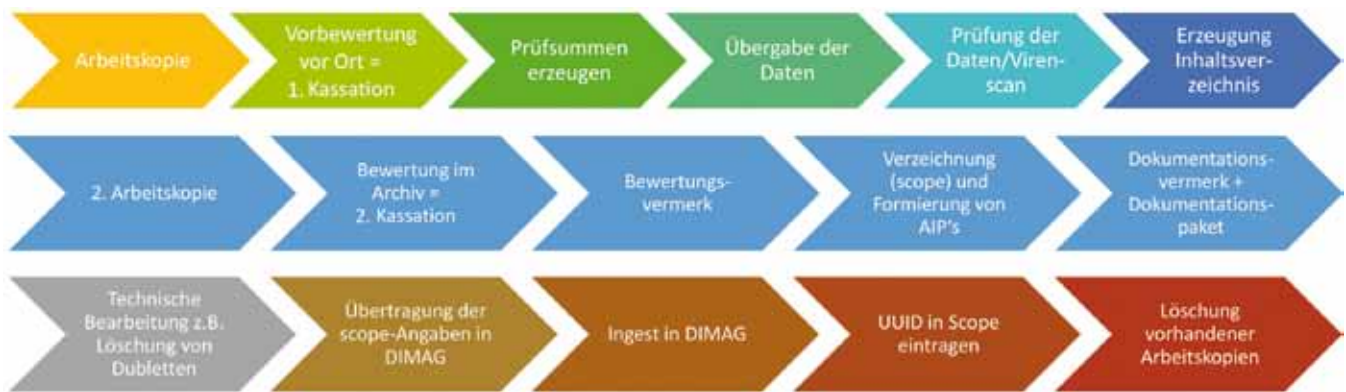 Arbeitskopie
Vorbewertung
vor Ort =
1. Kassation
Prüfsummen
erzeugen
Übergabe der
Daten
Prüfung der
Daten/Viren-
scan
Erzeugung
Inhaltsver-
zeichnis
2. Arbeitskopie
Bewertung im
Archiv =
2. Kassation
Bewertungs-
vermerk
Verzeichnung
(scope) und
Formierung von
AIP's
Dokumentations-
vermerk +
Dokumentations-
paket
Technische
Bearbeitung z.B.
Löschung von
Dubletten
Übertragung der
scope-Angaben in
DIMAG
Ingest in DIMAG
UUID in Scope
eintragen
Löschung
vorhandener
Arbeitskopien